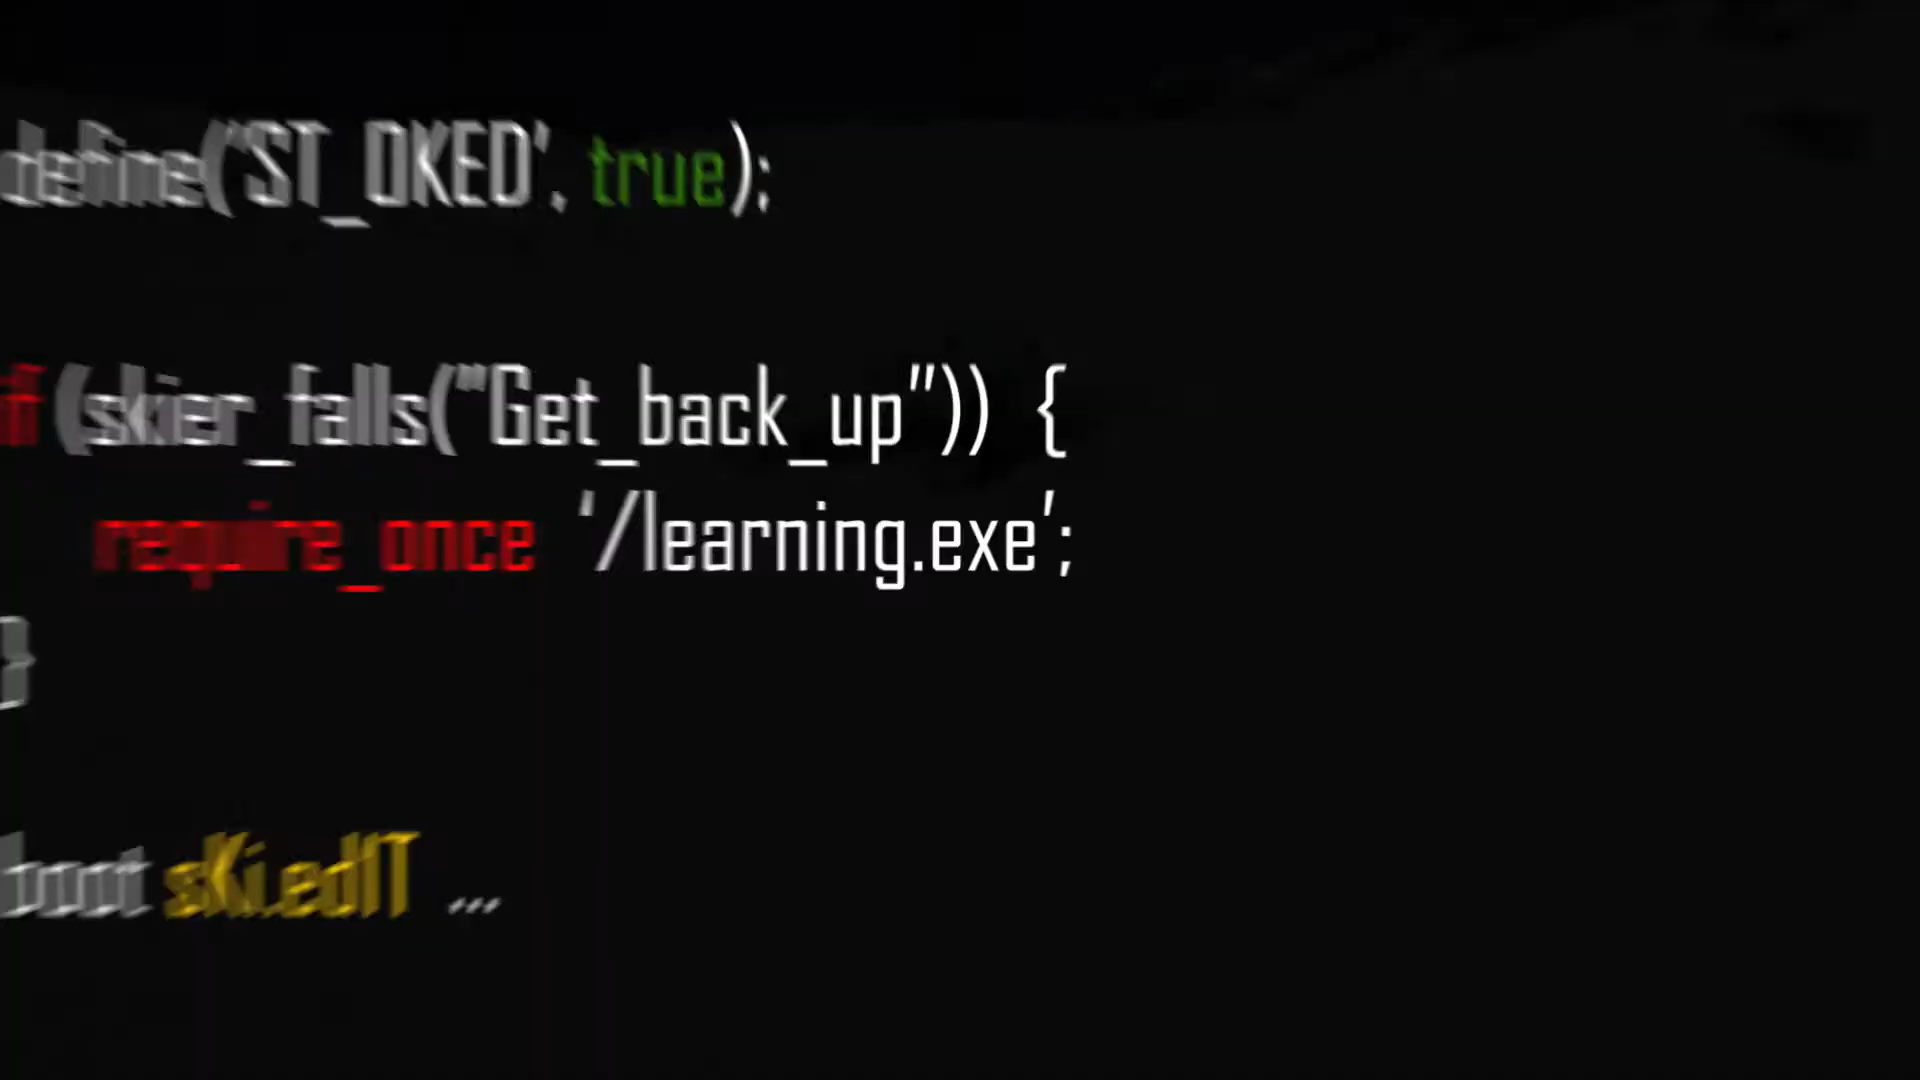 define('ST_OKED', true);
if (skier_falls("Get_back_up")) {
require_once '/learning.exe';
}
boot sKi.edIT ...